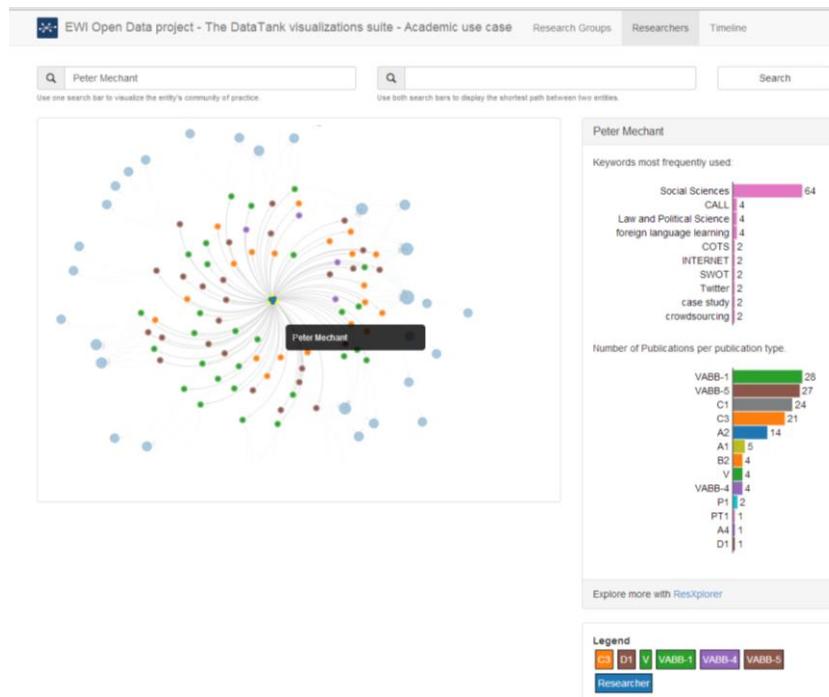 EWI Open Data project - The DataTank visualizations suite - Academic use case Research Groups Researchers Timeline
Peter Mechant Search
Use one search bar to visualize the entity's community of practice. Use both search bars to display the shortest path between two entities.
Peter Mechant
Keywords most frequently used:
Social Sciences 64
CALL 4
Law and Political Science 4
foreign language learning 4
COTS 2
INTERNET 2
SWOT 2
Twitter 2
case study 2
crowdsourcing 2
Peter Mechant
Number of Publications per publication type.
VABB-1 28
VABB-5 27
C1 24
C3 21
A2 14
A1 5
B2 4
V 4
VABB-4 4
P1 2
PT1 1
A4 1
D1 1
Explore more with ResXplorer
Legend
C3 D1 V VABB-1 VABB-4 VABB-5
Researcher